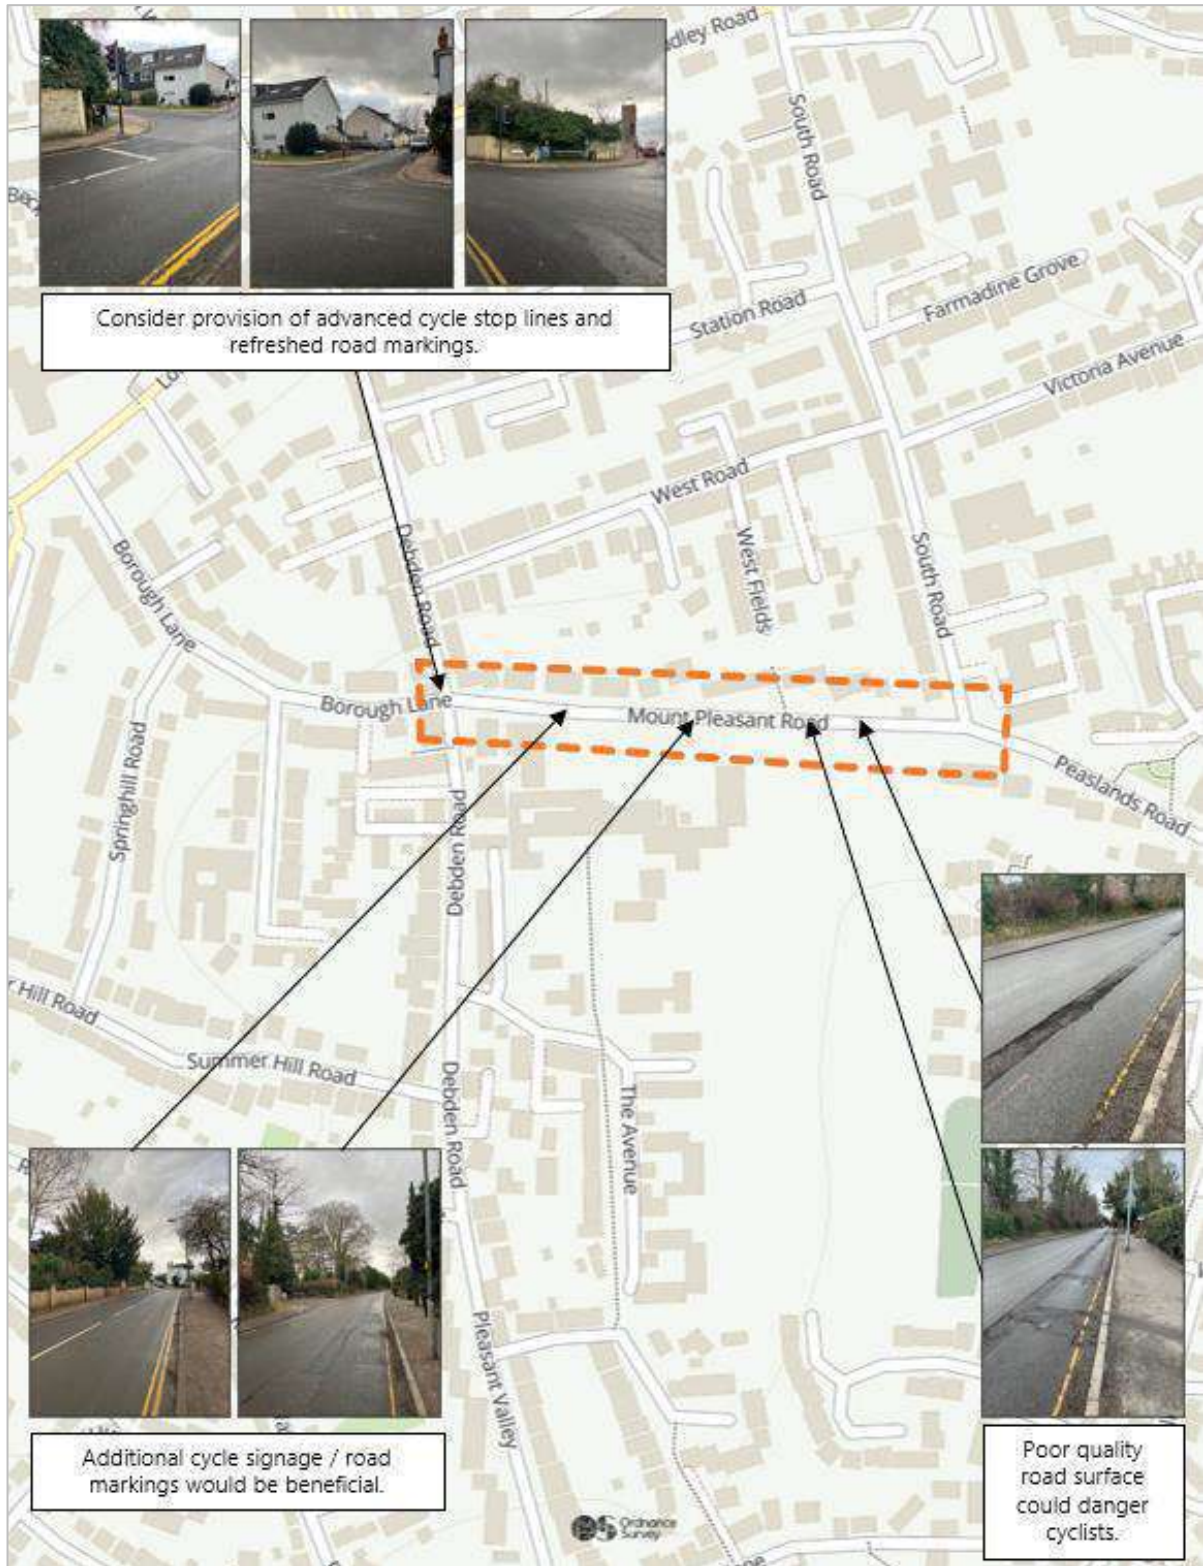 South Road
Consider provision of advanced cycle stop lines and
refreshed road markings.
Station Road
Farmadine Grove
Victoria Avenue
West Road
West Fields
Debden Road
South Road
Borough Lane
Borough Lane
Mount Pleasant Road
Peaslands Road
Springhill Road
Debden Road
Hill Road
Summer Hill Road
Debden Road
The Avenue
Pleasant Valley
Additional cycle signage / road
markings would be beneficial.
Poor quality
road surface
could danger
cyclists.
Ordnance
Survey